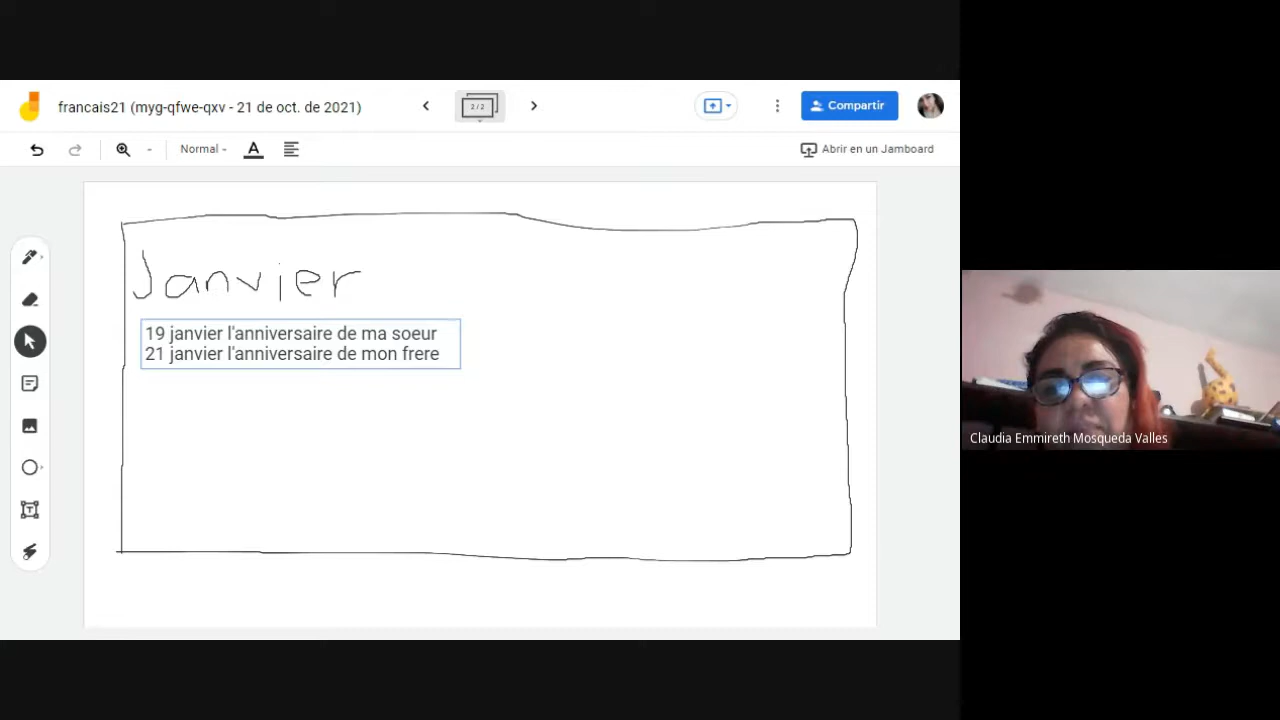 francais21 (myg-qfwe-qxv - 21 de oct. de 2021)
2 / 2
Compartir
Normal
A
Abrir en un Jamboard
Janvier
19 janvier l'anniversaire de ma soeur
21 janvier l'anniversaire de mon frere
Claudia Emmireth Mosqueda Valles